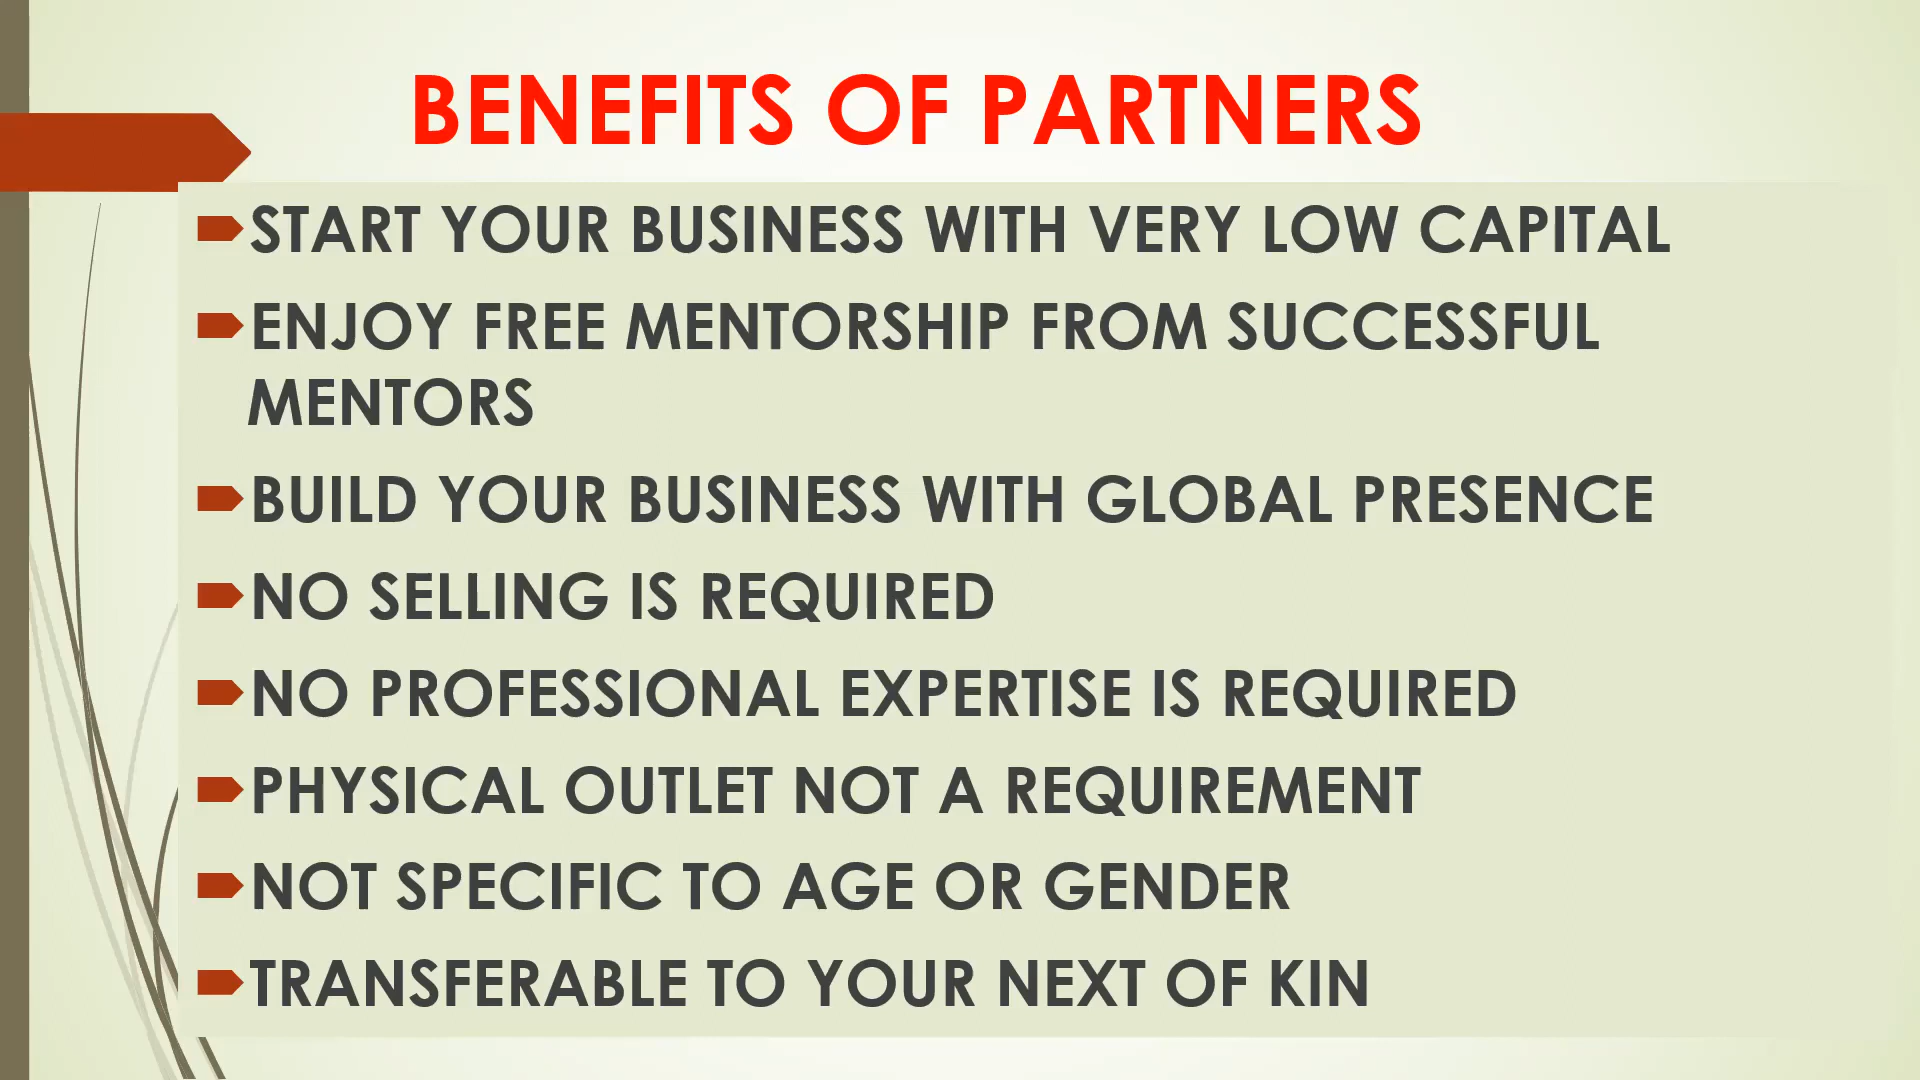 BENEFITS OF PARTNERS
START YOUR BUSINESS WITH VERY LOW CAPITAL
ENJOY FREE MENTORSHIP FROM SUCCESSFUL
MENTORS
BUILD YOUR BUSINESS WITH GLOBAL PRESENCE
NO SELLING IS REQUIRED
NO PROFESSIONAL EXPERTISE IS REQUIRED
PHYSICAL OUTLET NOT A REQUIREMENT
NOT SPECIFIC TO AGE OR GENDER
TRANSFERABLE TO YOUR NEXT OF KIN